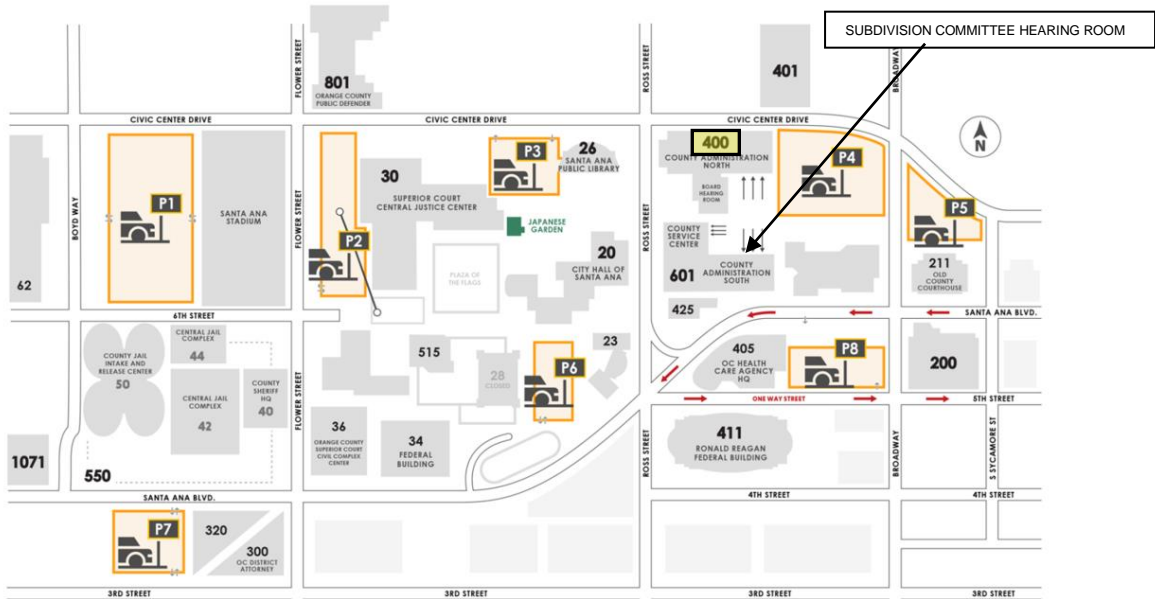 SUBDIVISION COMMITTEE HEARING ROOM
FLOWER STREET
ROSS STREET
BROADWAY
801
ORANGE COUNTY
PUBLIC DEFENDER
401
CIVIC CENTER DRIVE
CIVIC CENTER DRIVE
CIVIC CENTER DRIVE
N
400
COUNTY ADMINISTRATION
NORTH
BOARD
HEARING
ROOM
P1
P2
P3
P4
P5
26
SANTA ANA
PUBLIC LIBRARY
30
SUPERIOR COURT
CENTRAL JUSTICE CENTER
JAPANESE
GARDEN
SANTA ANA
STADIUM
BOYD WAY
FLOWER STREET
ROSS STREET
62
PLAZA OF
THE FLAGS
20
CITY HALL OF
SANTA ANA
COUNTY
SERVICE
CENTER
601
COUNTY
ADMINISTRATION
SOUTH
211
OLD
COUNTY
COURTHOUSE
425
6TH STREET
SANTA ANA BLVD.
COUNTY JAIL
INTAKE AND
RELEASE CENTER
50
CENTRAL JAIL
COMPLEX
44
CENTRAL JAIL
COMPLEX
42
COUNTY
SHERIFF
HQ
40
515
28
CLOSED
P6
23
405
OC HEALTH
CARE AGENCY
HQ
P8
200
ONE WAY STREET
5TH STREET
FLOWER STREET
36
ORANGE COUNTY
SUPERIOR COURT
CIVIL COMPLEX
CENTER
34
FEDERAL
BUILDING
ROSS STREET
411
RONALD REAGAN
FEDERAL BUILDING
BROADWAY
S SYCAMORE ST
1071
550
SANTA ANA BLVD.
4TH STREET
4TH STREET
P7
320
300
OC DISTRICT
ATTORNEY
3RD STREET
3RD STREET
3RD STREET